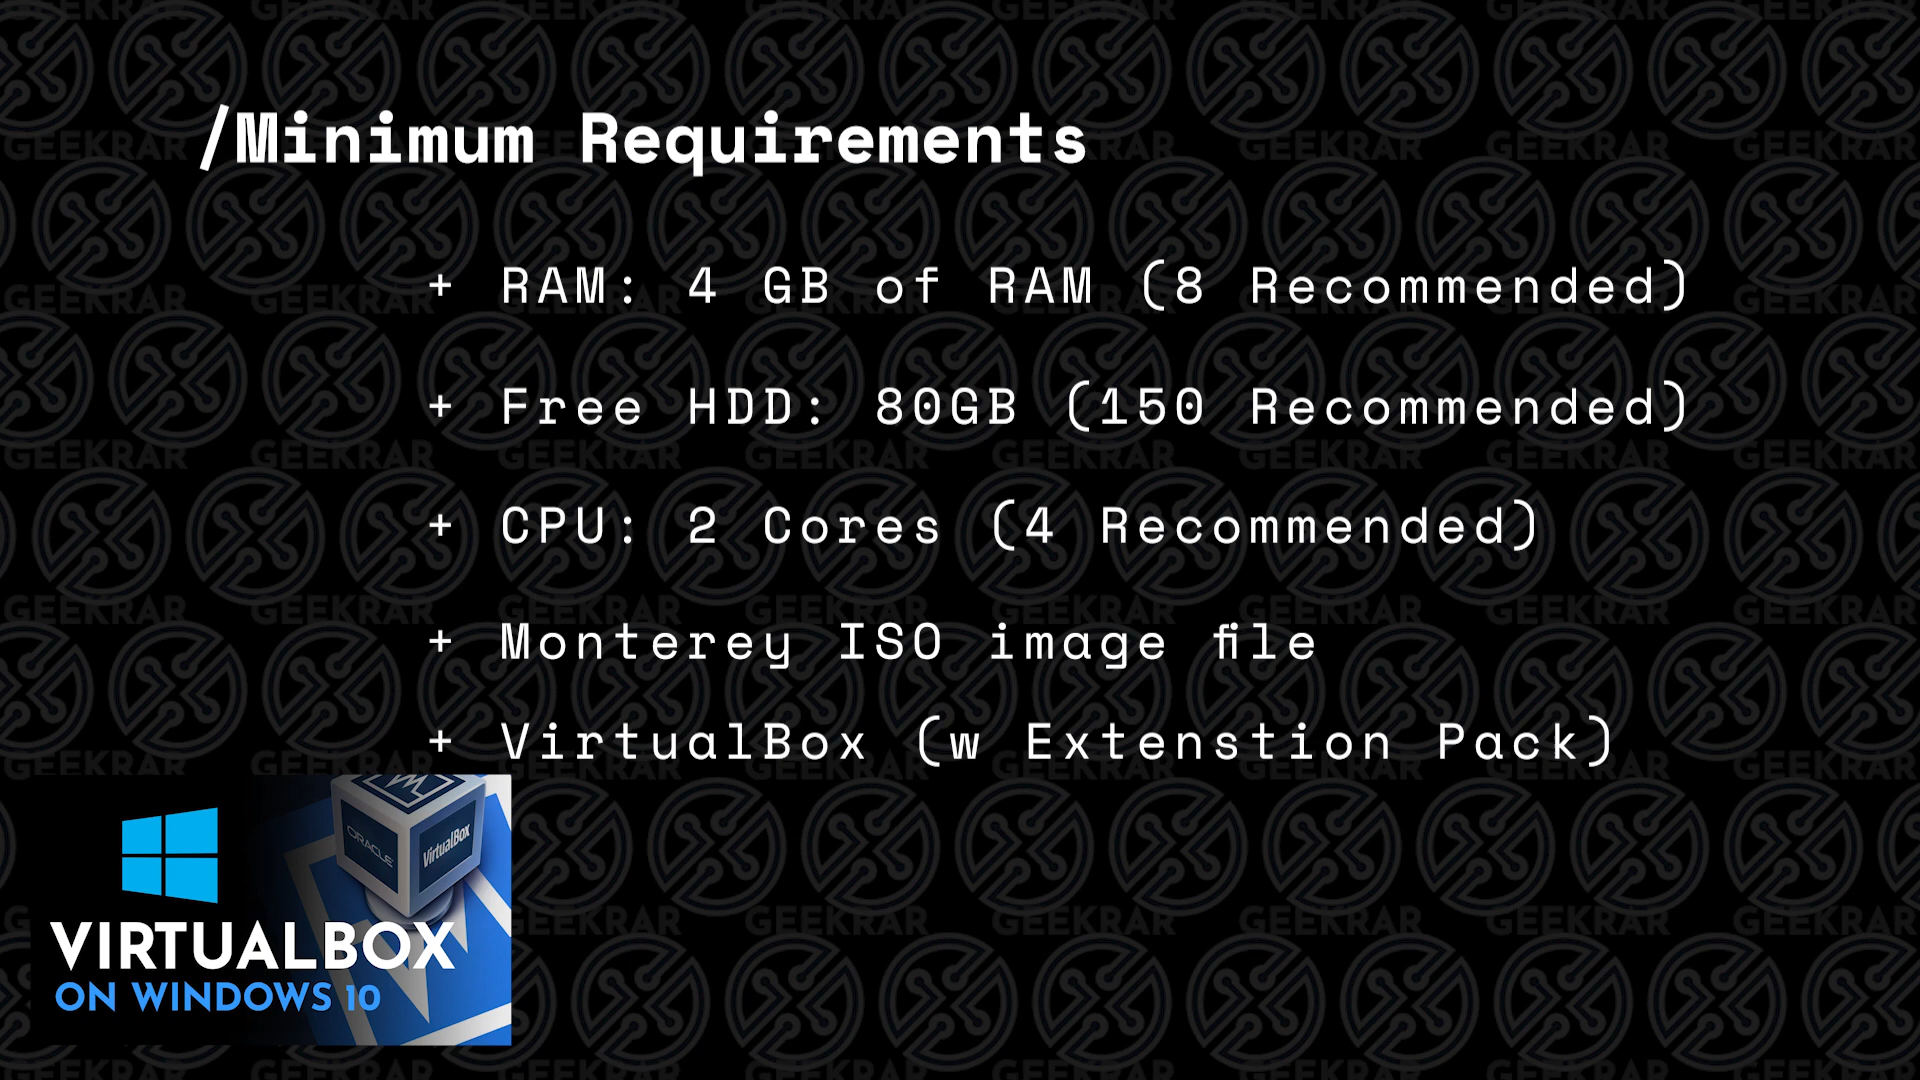 /Minimum Requirements
+ RAM: 4 GB of RAM (8 Recommended)
+ Free HDD: 80GB (150 Recommended)
+ CPU: 2 Cores (4 Recommended)
+ Monterey ISO image file
+ VirtualBox (w Extenstion Pack)
ORACLE VirtualBox
VIRTUALBOX
ON WINDOWS 10
GEEKRAR